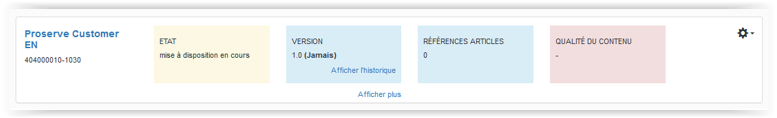 Proserve Customer
EN
404000010-1030
ETAT
mise à disposition en cours
VERSION
1.0 (Jamais)
Afficher l'historique
RÉFÉRENCES ARTICLES
0
QUALITÉ DU CONTENU
-
Afficher plus